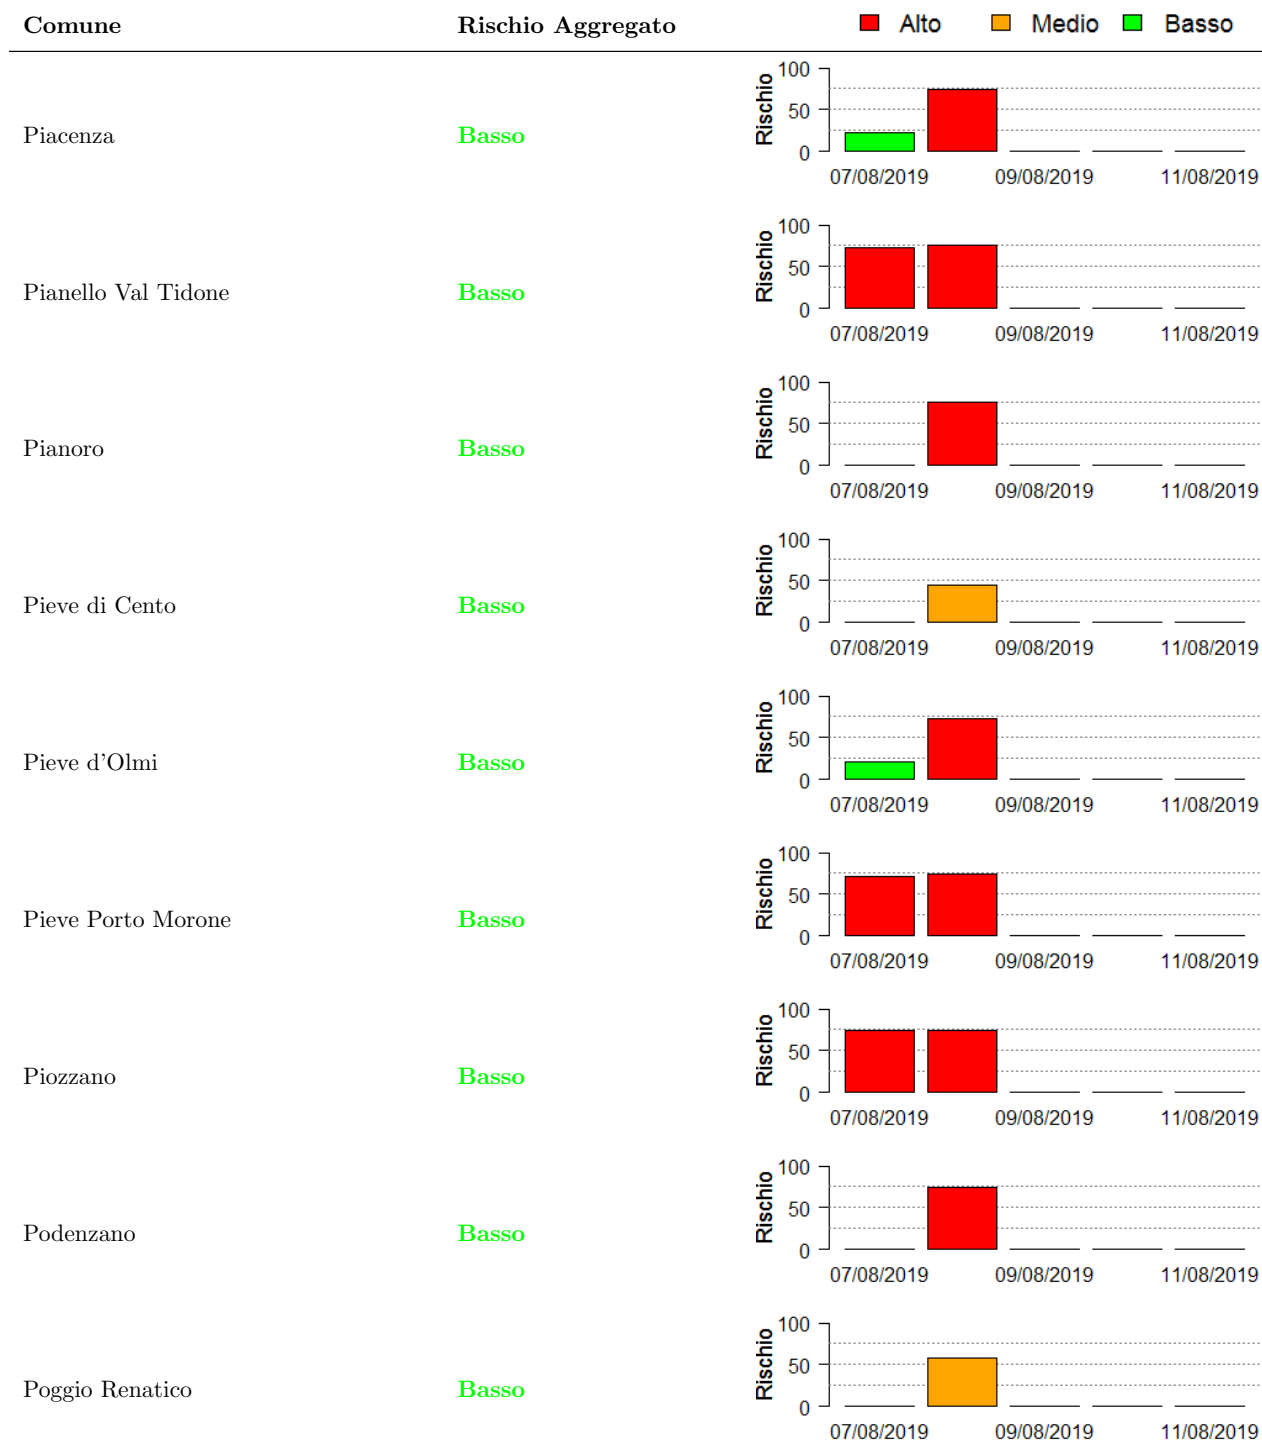 Comune Rischio Aggregato Alto Medio Basso
Piacenza Basso Rischio 100 50 0
07/08/2019 09/08/2019 11/08/2019
Pianello Val Tidone Basso Rischio 100 50 0
07/08/2019 09/08/2019 11/08/2019
Pianoro Basso Rischio 100 50 0
07/08/2019 09/08/2019 11/08/2019
Pieve di Cento Basso Rischio 100 50 0
07/08/2019 09/08/2019 11/08/2019
Pieve d'Olmi Basso Rischio 100 50 0
07/08/2019 09/08/2019 11/08/2019
Pieve Porto Morone Basso Rischio 100 50 0
07/08/2019 09/08/2019 11/08/2019
Piozzano Basso Rischio 100 50 0
07/08/2019 09/08/2019 11/08/2019
Podenzano Basso Rischio 100 50 0
07/08/2019 09/08/2019 11/08/2019
Poggio Renatico Basso Rischio 100 50 0
07/08/2019 09/08/2019 11/08/2019